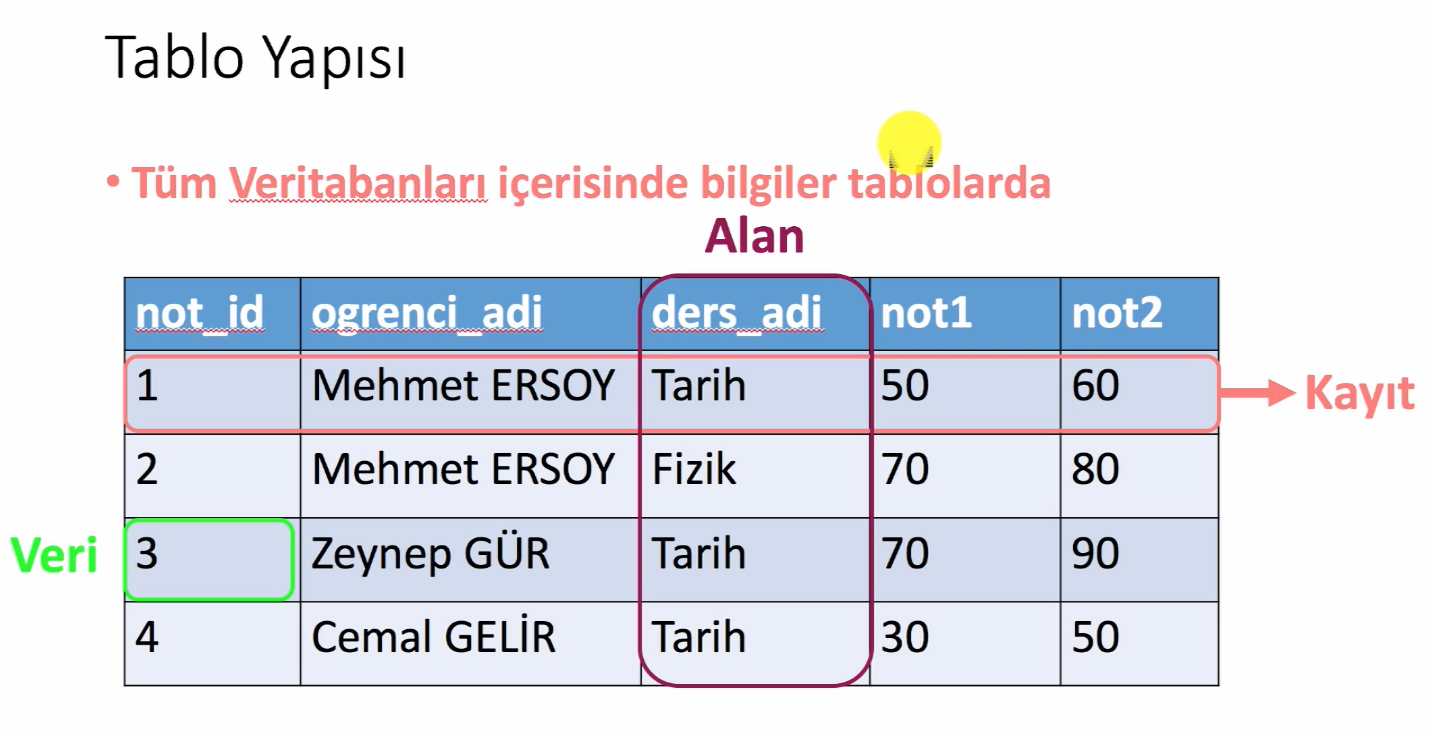 Tablo Yapısı
• Tüm Veritabanları içerisinde bilgiler tablolarda
Alan
not_id ogrenci_adi ders_adi not1 not2
1 Mehmet ERSOY Tarih 50 60 Kayıt
2 Mehmet ERSOY Fizik 70 80
Veri 3 Zeynep GÜR Tarih 70 90
4 Cemal GELİR Tarih 30 50